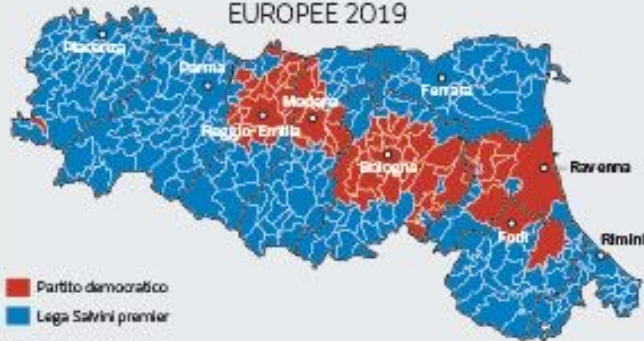 EUROPEE 2019
Piacenza
Parma
Reggio-Emilia
Modena
Ferrara
Bologna
Ravenna
Forlì
Rimini
Partito democratico
Lega Salvini premier